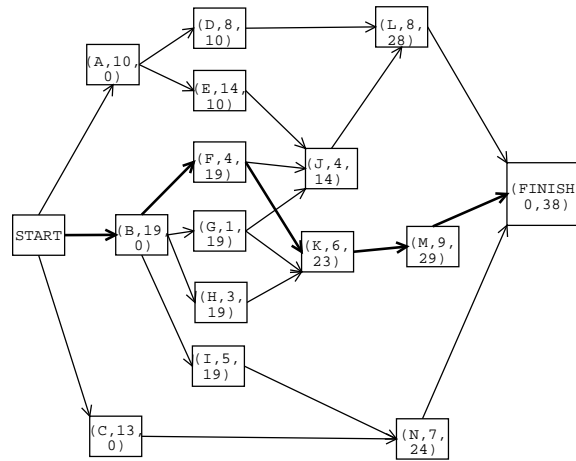 (D,8,
10)
(L,8,
28)
(A,10,
0)
(E,14,
10)
(F,4,
19)
(J,4,
14)
(FINISH
0,38)
START
(B,19
0)
(G,1,
19)
(K,6,
23)
(M,9,
29)
(H,3,
19)
(I,5,
19)
(C,13,
0)
(N,7,
24)